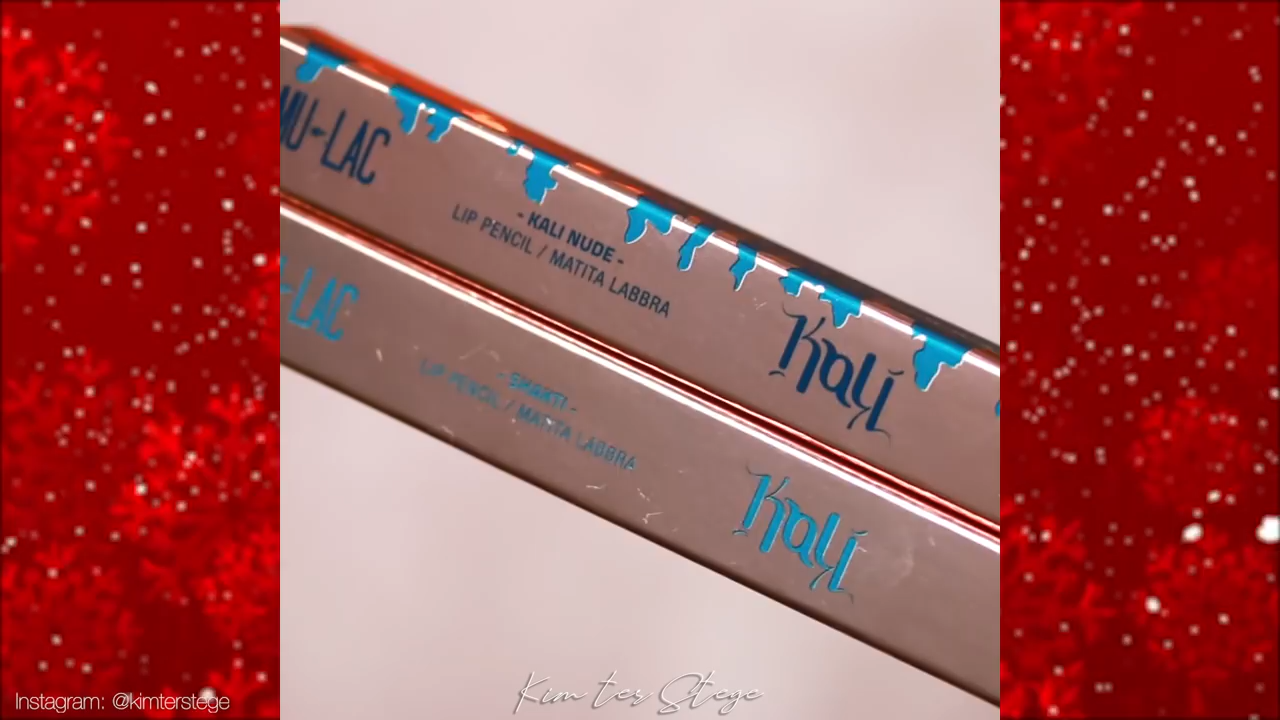 MU-LAC
- KALI NUDE -
LIP PENCIL / MATITA LABBRA
Kali
-LAC
- SHAKTI -
LIP PENCIL / MATITA LABBRA
Kali
Kim ter Stege
Instagram: @kimterstege